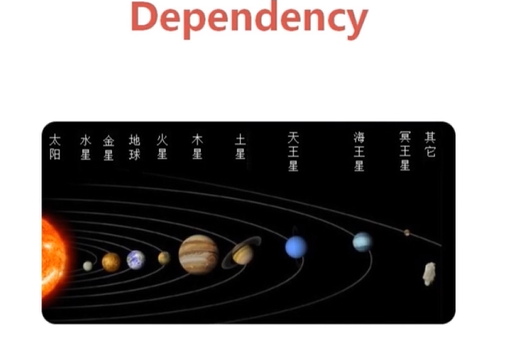 Dependency
太阳
水星
金星
地球
火星
木星
土星
天王星
海王星
冥王星
其它